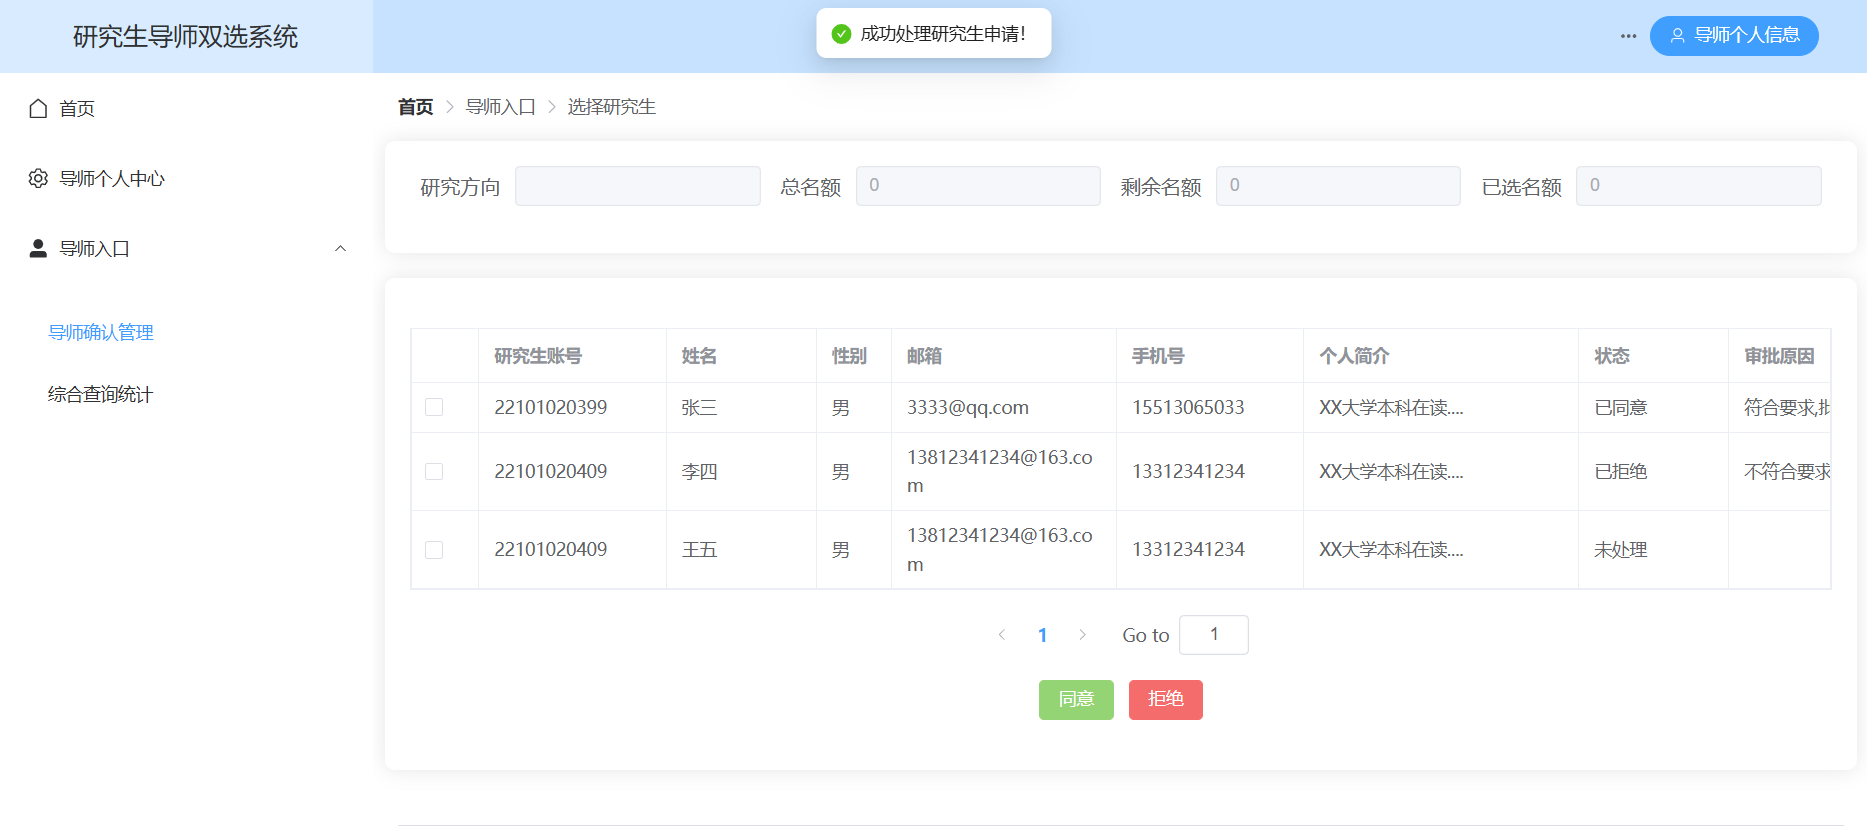 研究生导师双选系统
成功处理研究生申请！
导师个人信息
首页
导师个人中心
导师入口
导师确认管理
综合查询统计
首页 导师入口 选择研究生
研究方向 总名额 0 剩余名额 0 已选名额 0
研究生账号 姓名 性别 邮箱 手机号 个人简介 状态 审批原因
22101020399 张三 男 3333@qq.com 15513065033 XX大学本科在读.... 已同意 符合要求,
22101020409 李四 男 13812341234@163.co
m 13312341234 XX大学本科在读.... 已拒绝 不符合要求
22101020409 王五 男 13812341234@163.co
m 13312341234 XX大学本科在读.... 未处理
1 Go to 1
同意 拒绝